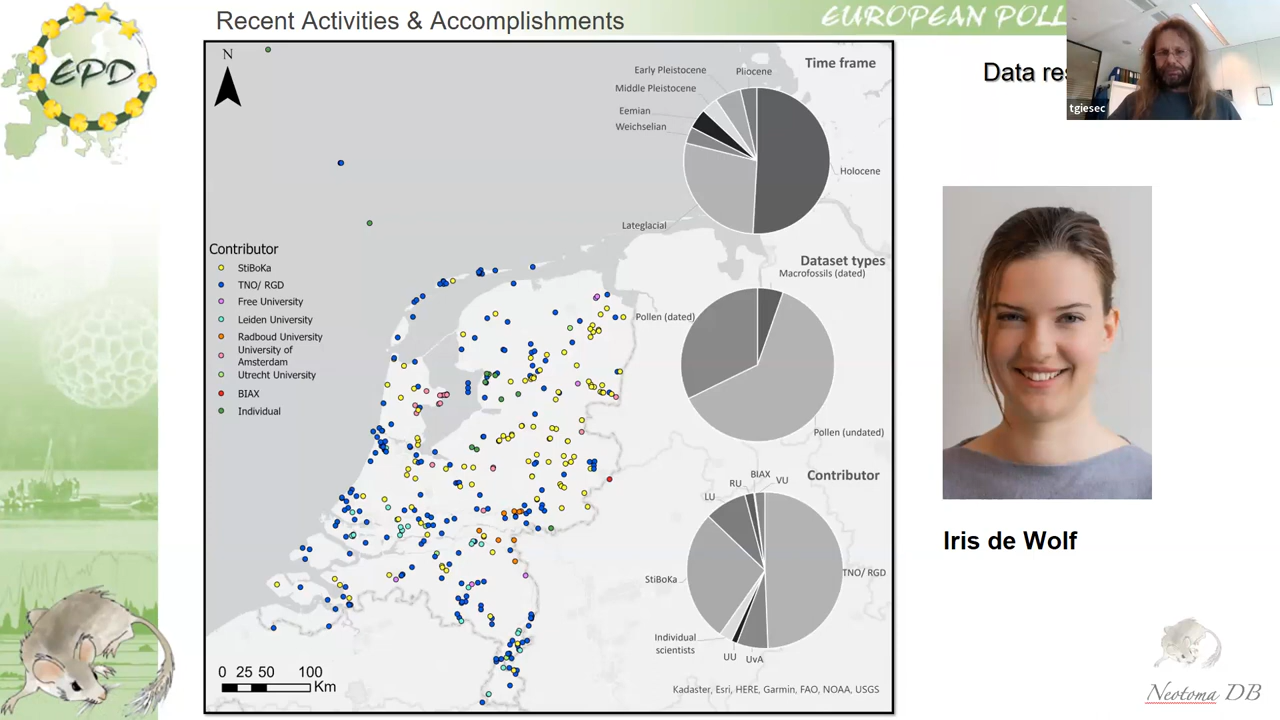 Recent Activities & Accomplishments
EUROPEAN POLL
EPD
Data res
tgiesec
N
Time frame
Early Pleistocene
Pliocene
Middle Pleistocene
Eemian
Weichselian
Holocene
Lateglacial
Contributor
StiBoKa
TNO/ RGD
Free University
Leiden University
Radboud University
University of
Amsterdam
Utrecht University
BIAX
Individual
Dataset types
Macrofossils (dated)
Pollen (dated)
Pollen (undated)
Contributor
BIAX
VU
RU
LU
TNO/ RGD
StiBoKa
Individual
scientists
UU
UvA
0 25 50 100
Km
Kadaster, Esri, HERE, Garmin, FAO, NOAA, USGS
Iris de Wolf
Neotoma DB